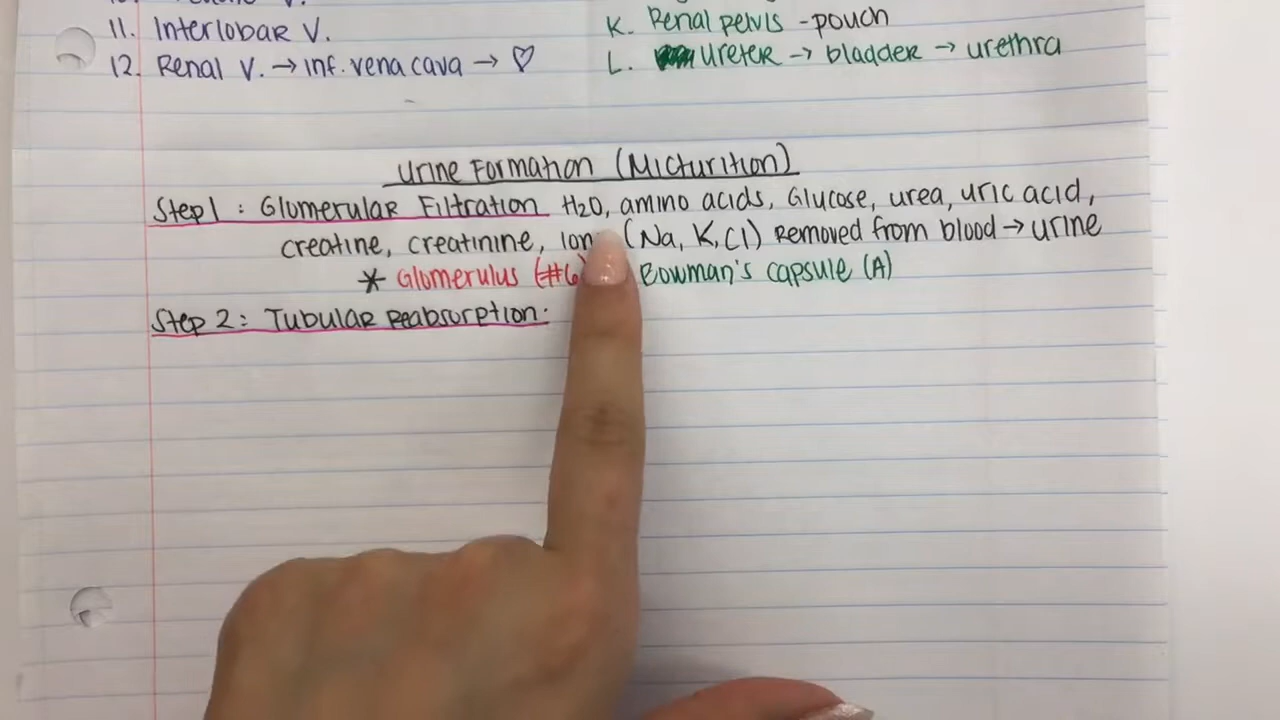 V.
11. Interlobar V.
12. Renal V. → inf. vena cava → ♡
K. Renal pelvis - pouch
L. Ureter → bladder → urethra
Urine Formation (Micturition)
Step 1: Glomerular Filtration H2O, amino acids, Glucose, urea, uric acid,
creatine, creatinine, (Na, K, Cl) Removed from blood → urine
* Glomerulus (#6) Bowman's capsule (A)
Step 2: Tubular Reabsorption: